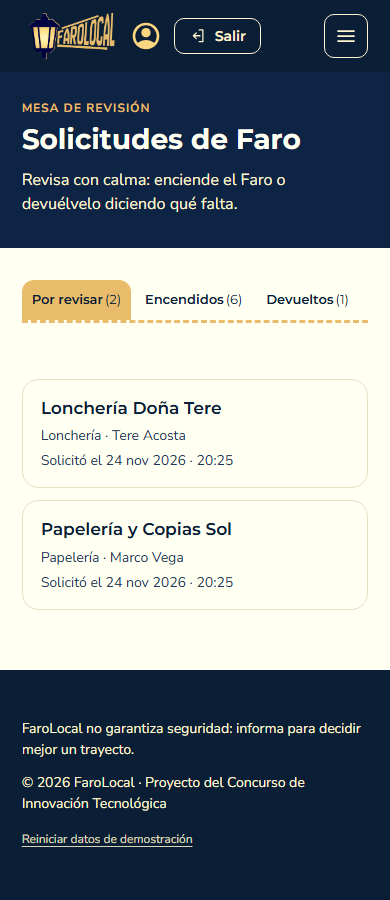 FAROLOCAL
Salir
MESA DE REVISIÓN
Solicitudes de Faro
Revisa con calma: enciende el Faro o
devuélvelo diciendo qué falta.
Por revisar (2) Encendidos (6) Devueltos (1)
Lonchería Doña Tere
Lonchería · Tere Acosta
Solicitó el 24 nov 2026 · 20:25
Papelería y Copias Sol
Papelería · Marco Vega
Solicitó el 24 nov 2026 · 20:25
FaroLocal no garantiza seguridad: informa para decidir
mejor un trayecto.
© 2026 FaroLocal · Proyecto del Concurso de
Innovación Tecnológica
Reiniciar datos de demostración